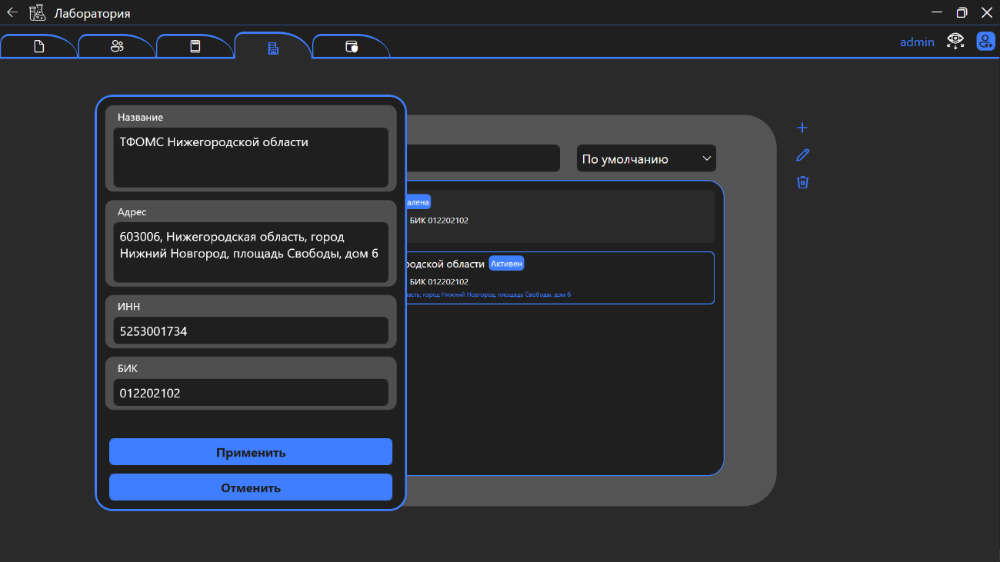 Лаборатория
admin
Название
ТФОМС Нижегородской области
Адрес
603006, Нижегородская область, город
Нижний Новгород, площадь Свободы, дом 6
ИНН
5253001734
БИК
012202102
Применить
Отменить
По умолчанию
алена
БИК 012202102
родской области Активен
БИК 012202102
ласть, город Нижний Новгород, площадь Свободы, дом 6